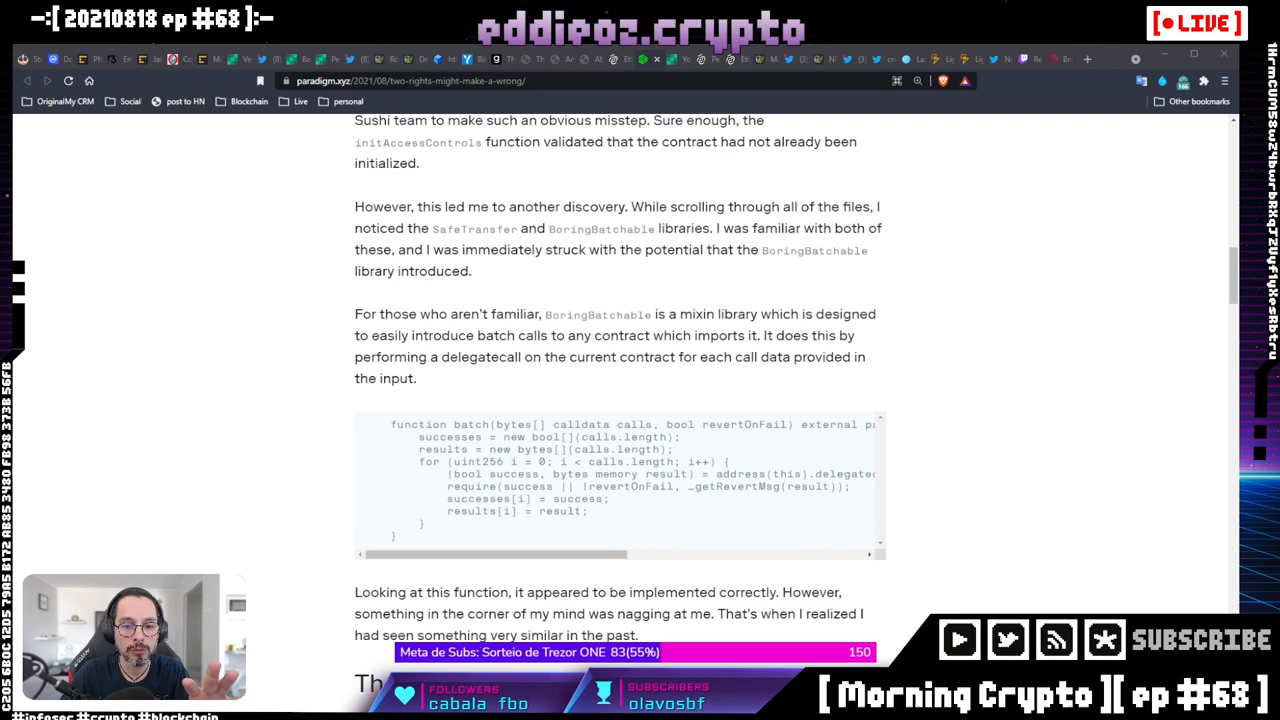 -:[ 20210818 ep #68]:-
eddieoz.crypto
[ LIVE ]
paradigm.xyz/2021/08/two-rights-might-make-a-wrong/
166
OriginalMy CRM
Social
post to HN
Blockchain
Live
personal
Other bookmarks
Sushi team to make such an obvious misstep. Sure enough, the
initAccessControls function validated that the contract had not already been
initialized.
However, this led me to another discovery. While scrolling through all of the files, I
noticed the SafeTransfer and BoringBatchable libraries. I was familiar with both of
these, and I was immediately struck with the potential that the BoringBatchable
library introduced.
For those who aren't familiar, BoringBatchable is a mixin library which is designed
to easily introduce batch calls to any contract which imports it. It does this by
performing a delegatecall on the current contract for each call data provided in
the input.
function batch(bytes[] calldata calls, bool revertOnFail) external pa
successes = new bool[](calls.length);
results = new bytes[](calls.length);
for (uint256 i = 0; i < calls.length; i++) {
(bool success, bytes memory result) = address(this).delegatec
require(success || !revertOnFail, _getRevertMsg(result));
successes[i] = success;
results[i] = result;
}
}
Looking at this function, it appeared to be implemented correctly. However,
something in the corner of my mind was nagging at me. That's when I realized I
had seen something very similar in the past.
Meta de Subs: Sorteio de Trezor ONE 83(55%)
150
Th
FOLLOWERS
cabala_fbo
SUBSCRIBERS
olavosbf
SUBSCRIBE
[ Morning Crypto ][ ep #68 ]
#infosec #crypto #blockchain